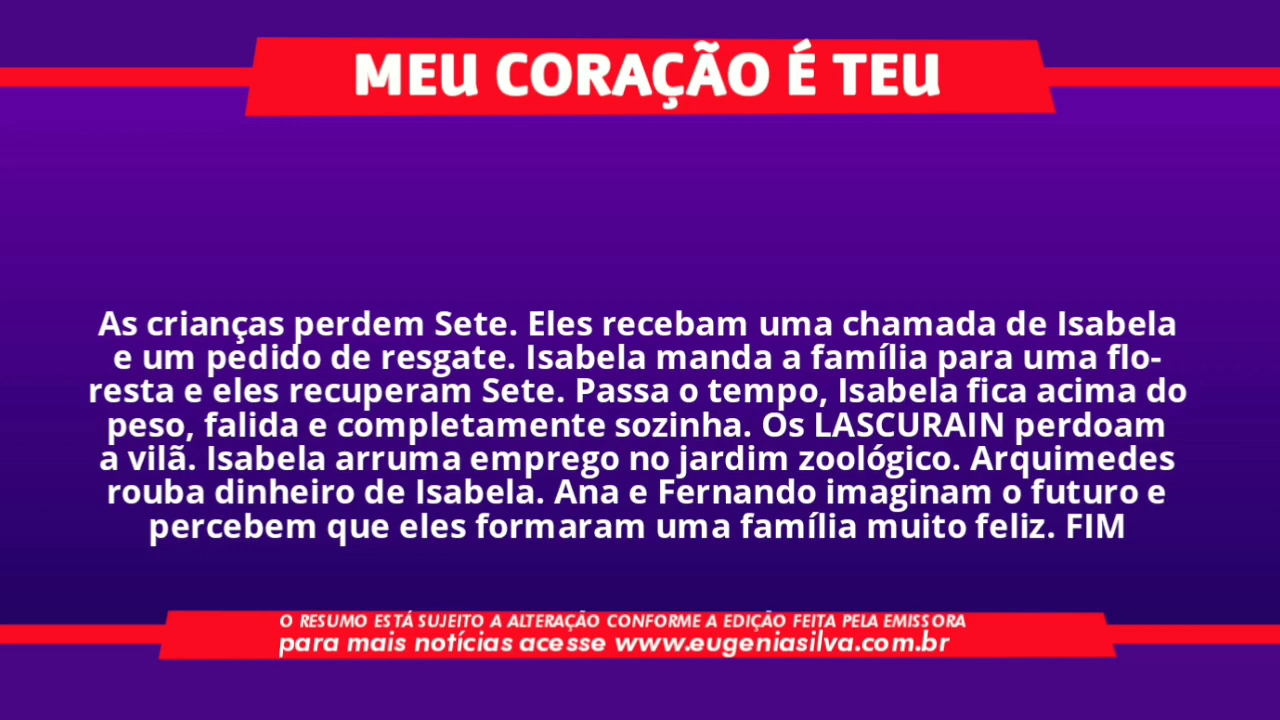 MEU CORAÇÃO É TEU
As crianças perdem Sete. Eles recebam uma chamada de Isabela
e um pedido de resgate. Isabela manda a família para uma flo-
resta e eles recuperam Sete. Passa o tempo, Isabela fica acima do
peso, falida e completamente sozinha. Os LASCURAIN perdoam
a vilã. Isabela arruma emprego no jardim zoológico. Arquimedes
rouba dinheiro de Isabela. Ana e Fernando imaginam o futuro e
percebem que eles formaram uma família muito feliz. FIM
O RESUMO ESTÁ SUJEITO A ALTERAÇÃO CONFORME A EDIÇÃO FEITA PELA EMISSORA
para mais notícias acesse www.eugeniasilva.com.br